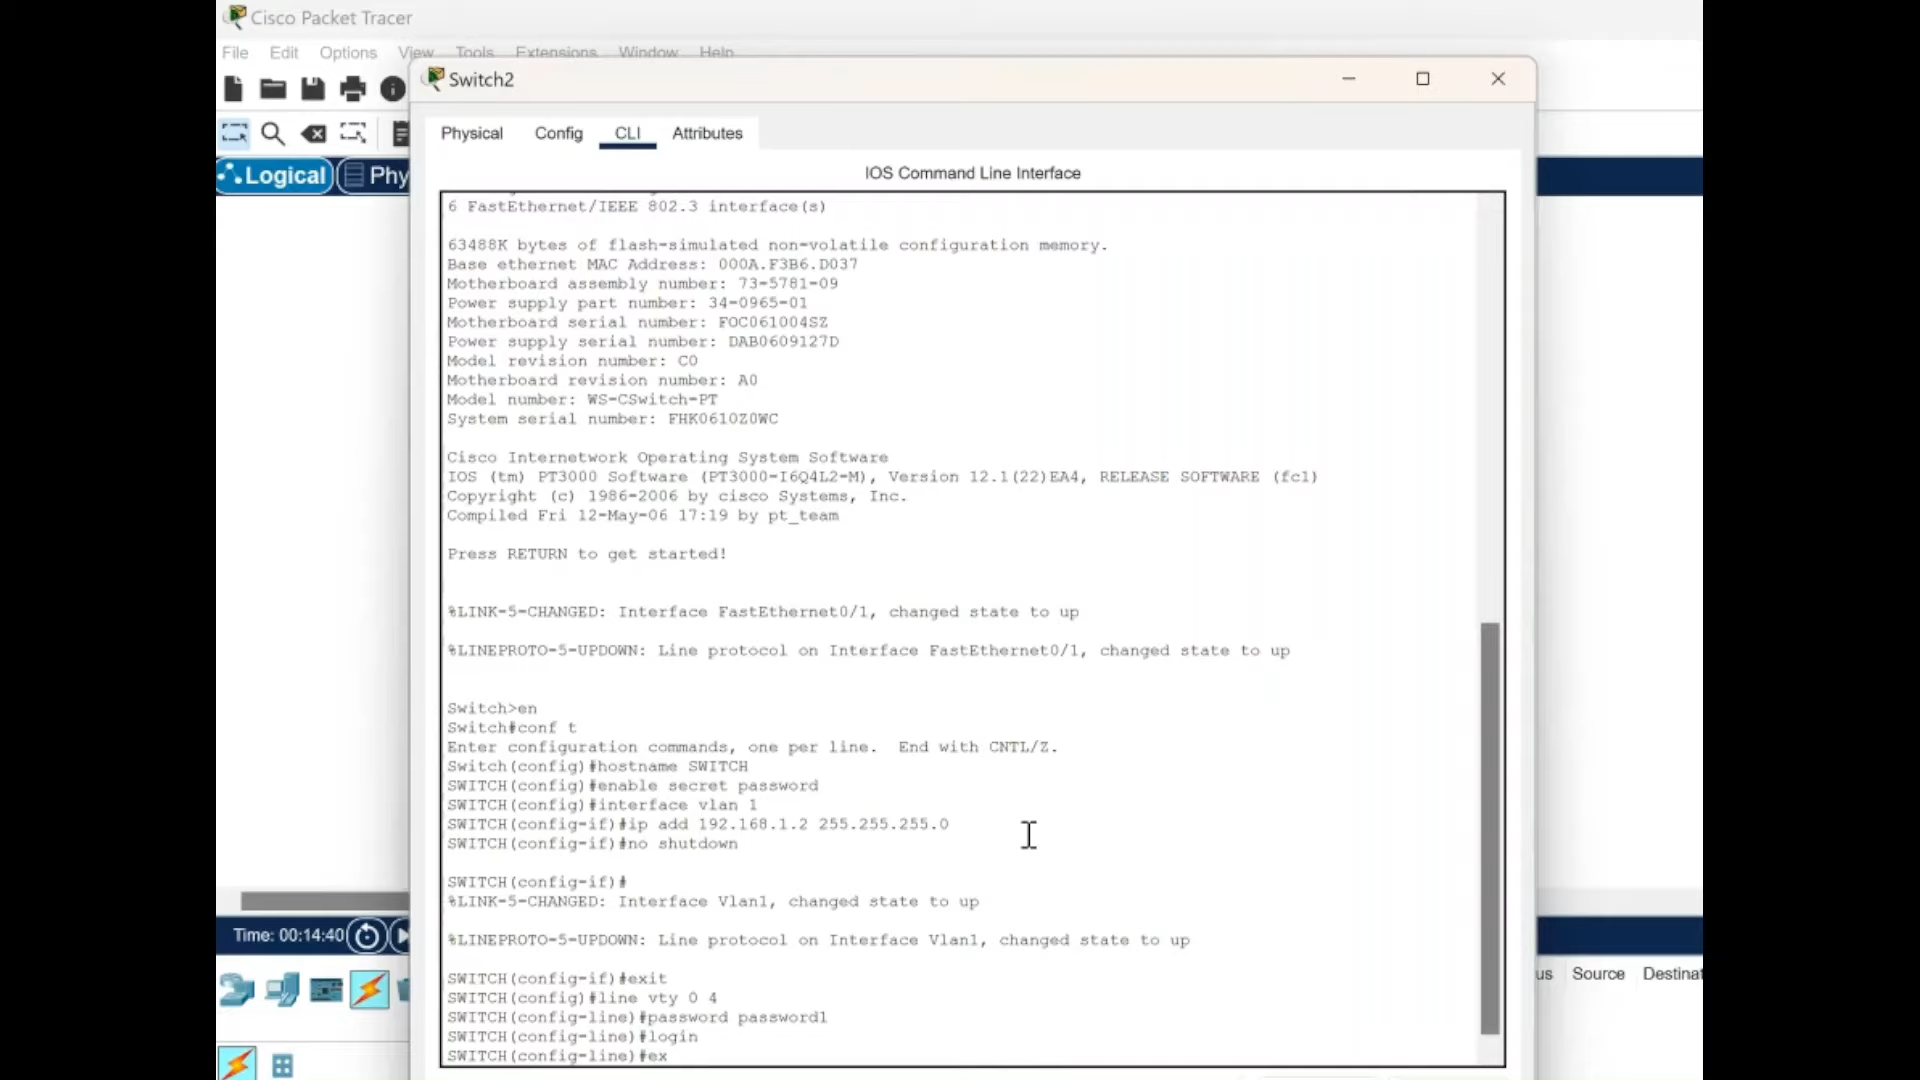 Cisco Packet Tracer
File Edit Options View Tools Extensions Window Help
Switch2
Physical Config CLI Attributes
Logical Phy
IOS Command Line Interface
6 FastEthernet/IEEE 802.3 interface(s)
63488K bytes of flash-simulated non-volatile configuration memory.
Base ethernet MAC Address: 000A.F3B6.D037
Motherboard assembly number: 73-5781-09
Power supply part number: 34-0965-01
Motherboard serial number: FOC061004SZ
Power supply serial number: DAB0609127D
Model revision number: C0
Motherboard revision number: A0
Model number: WS-CSwitch-PT
System serial number: FHK0610Z0WC
Cisco Internetwork Operating System Software
IOS (tm) PT3000 Software (PT3000-I6Q4L2-M), Version 12.1(22)EA4, RELEASE SOFTWARE (fc1)
Copyright (c) 1986-2006 by cisco Systems, Inc.
Compiled Fri 12-May-06 17:19 by pt_team
Press RETURN to get started!
%LINK-5-CHANGED: Interface FastEthernet0/1, changed state to up
%LINEPROTO-5-UPDOWN: Line protocol on Interface FastEthernet0/1, changed state to up
Switch>en
Switch#conf t
Enter configuration commands, one per line.  End with CNTL/Z.
Switch(config)#hostname SWITCH
SWITCH(config)#enable secret password
SWITCH(config)#interface vlan 1
SWITCH(config-if)#ip add 192.168.1.2 255.255.255.0
SWITCH(config-if)#no shutdown
SWITCH(config-if)#
%LINK-5-CHANGED: Interface Vlan1, changed state to up
%LINEPROTO-5-UPDOWN: Line protocol on Interface Vlan1, changed state to up
SWITCH(config-if)#exit
SWITCH(config)#line vty 0 4
SWITCH(config-line)#password password1
SWITCH(config-line)#login
SWITCH(config-line)#ex
Time: 00:14:40
us Source Destinat